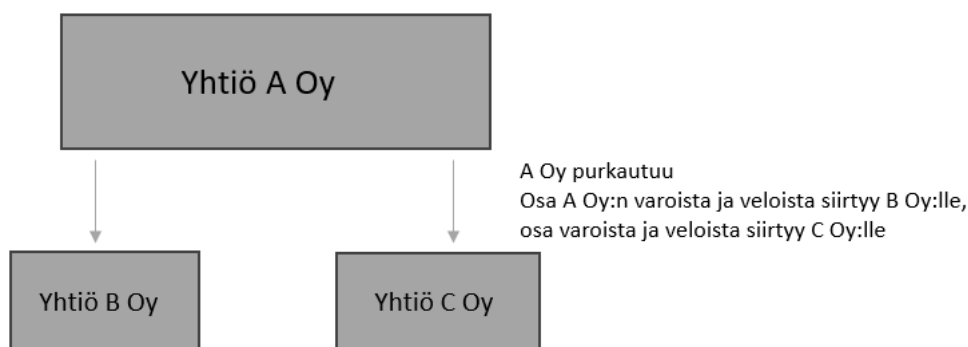 Yhtiö A Oy
A Oy purkautuu
Osa A Oy:n varoista ja veloista siirtyy B Oy:lle,
osa varoista ja veloista siirtyy C Oy:lle
Yhtiö B Oy
Yhtiö C Oy